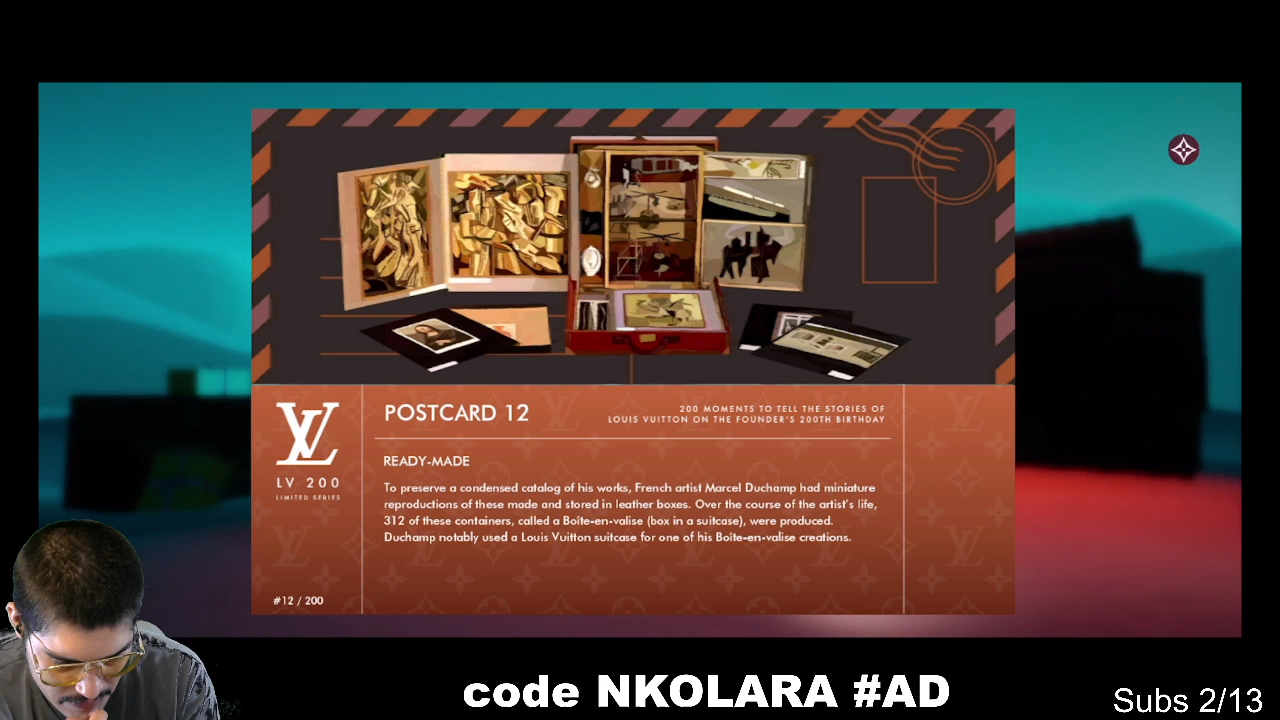 POSTCARD 12
200 MOMENTS TO TELL THE STORIES OF
LOUIS VUITTON ON THE FOUNDER'S 200TH BIRTHDAY
LV
LV 200
LIMITED SERIES
READY-MADE
To preserve a condensed catalog of his works, French artist Marcel Duchamp had miniature
reproductions of these made and stored in leather boxes. Over the course of the artist's life,
312 of these containers, called a Boîte-en-valise (box in a suitcase), were produced.
Duchamp notably used a Louis Vuitton suitcase for one of his Boîte-en-valise creations.
#12 / 200
code NKOLARA #AD
Subs 2/13